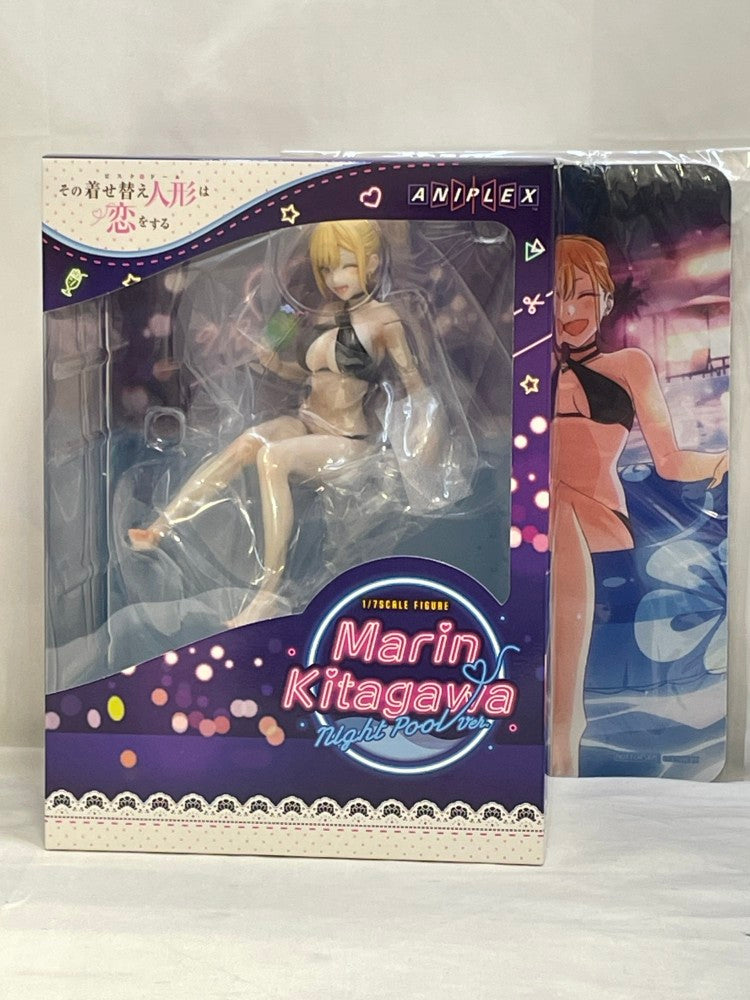 ビスク・ドール
その着せ替え人形は
恋をする
ANIPLEX
1/7SCALE FIGURE
Marin
Kitagawa
Night Pool Ver.